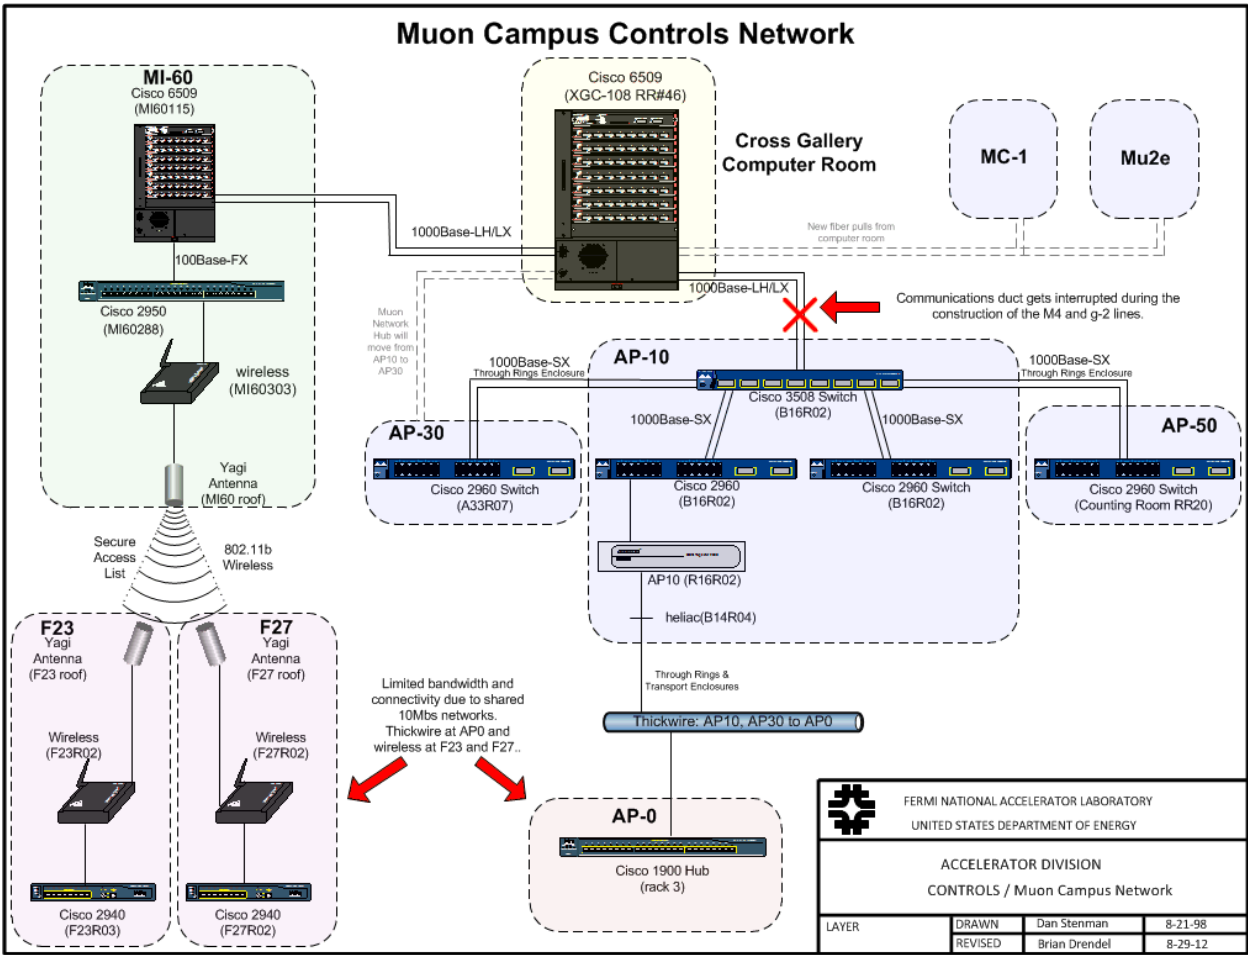 Muon Campus Controls Network
MI-60
Cisco 6509
(MI60115)
100Base-FX
Cisco 2950
(MI60288)
wireless
(MI60303)
Yagi
Antenna
(MI60 roof)
Secure
Access
List
802.11b
Wireless
Cisco 6509
(XGC-108 RR#46)
Cross Gallery
Computer Room
1000Base-LH/LX
1000Base-LH/LX
MC-1
Mu2e
New fiber pulls from
computer room
Communications duct gets interrupted during the
construction of the M4 and g-2 lines.
Muon
Network
Hub will
move from
AP10 to
AP30
AP-10
1000Base-SX
Through Rings Enclosure
1000Base-SX
Through Rings Enclosure
Cisco 3508 Switch
(B16R02)
1000Base-SX
1000Base-SX
AP-30
Cisco 2960 Switch
(A33R07)
Cisco 2960
(B16R02)
Cisco 2960 Switch
(B16R02)
AP-50
Cisco 2960 Switch
(Counting Room RR20)
AP10 (R16R02)
heliac(B14R04)
Through Rings &
Transport Enclosures
Thickwire: AP10, AP30 to AP0
F23
Yagi
Antenna
(F23 roof)
Wireless
(F23R02)
Cisco 2940
(F23R03)
F27
Yagi
Antenna
(F27 roof)
Wireless
(F27R02)
Cisco 2940
(F27R02)
Limited bandwidth and
connectivity due to shared
10Mbs networks.
Thickwire at AP0 and
wireless at F23 and F27..
AP-0
Cisco 1900 Hub
(rack 3)
FERMI NATIONAL ACCELERATOR LABORATORY
UNITED STATES DEPARTMENT OF ENERGY
ACCELERATOR DIVISION
CONTROLS / Muon Campus Network
LAYER
DRAWN Dan Stenman 8-21-98
REVISED Brian Drendel 8-29-12